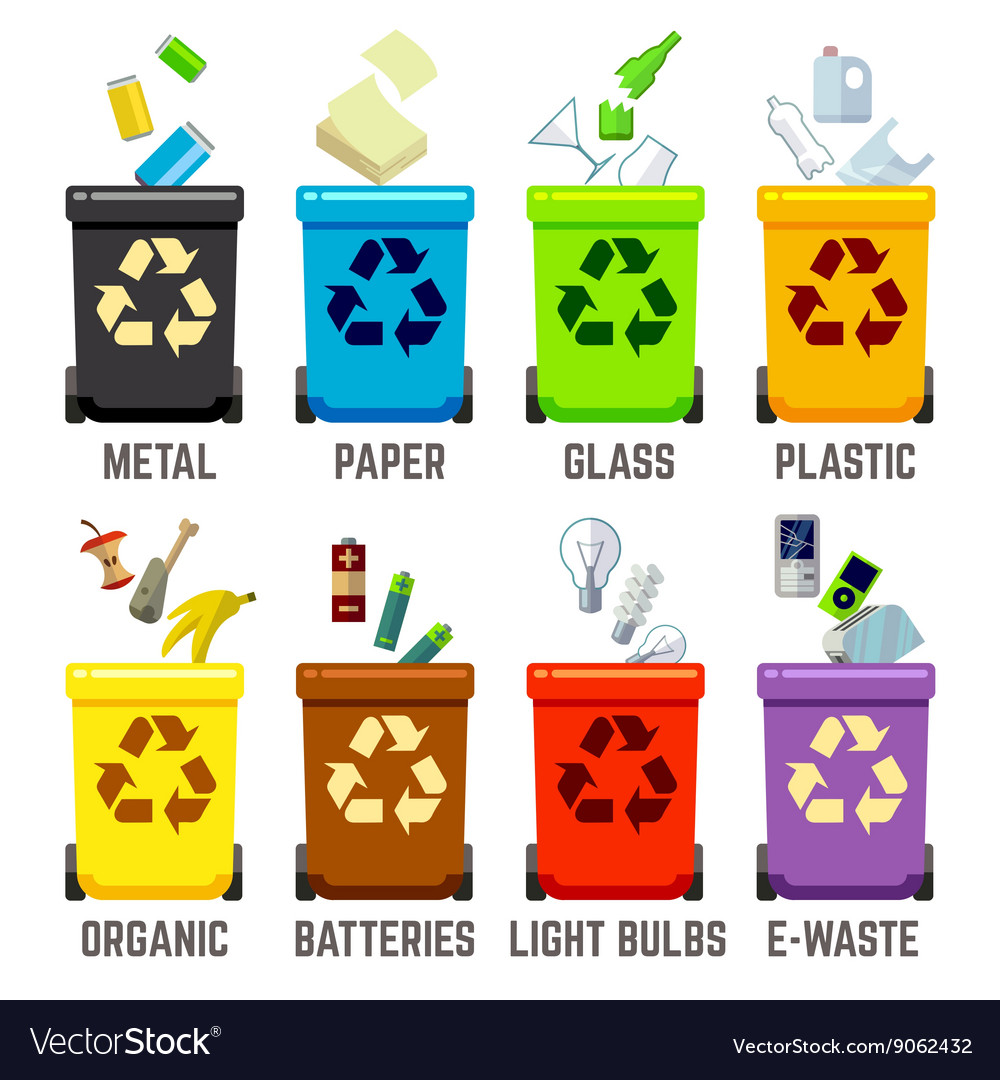 METAL PAPER GLASS PLASTIC
ORGANIC BATTERIES LIGHT BULBS E-WASTE
VectorStock® VectorStock.com/9062432